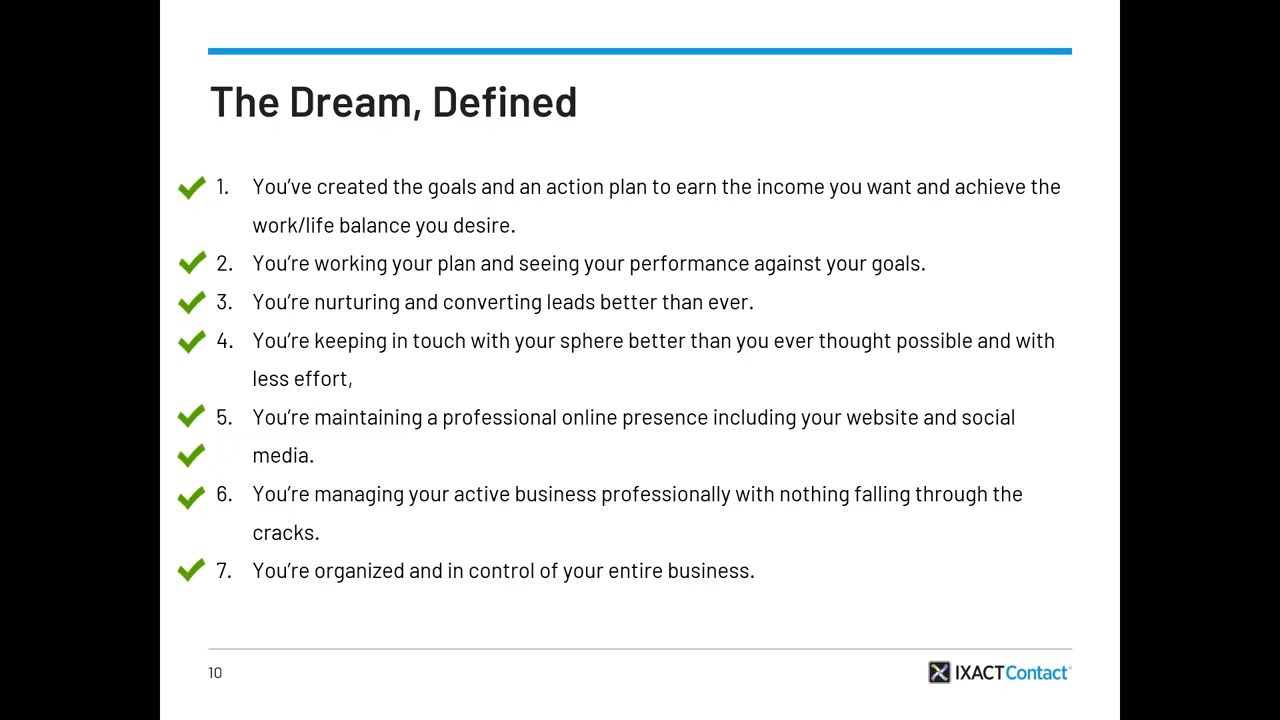 The Dream, Defined
1. You've created the goals and an action plan to earn the income you want and achieve the
work/life balance you desire.
2. You're working your plan and seeing your performance against your goals.
3. You're nurturing and converting leads better than ever.
4. You're keeping in touch with your sphere better than you ever thought possible and with
less effort,
5. You're maintaining a professional online presence including your website and social
media.
6. You're managing your active business professionally with nothing falling through the
cracks.
7. You're organized and in control of your entire business.
10
IXACTContact